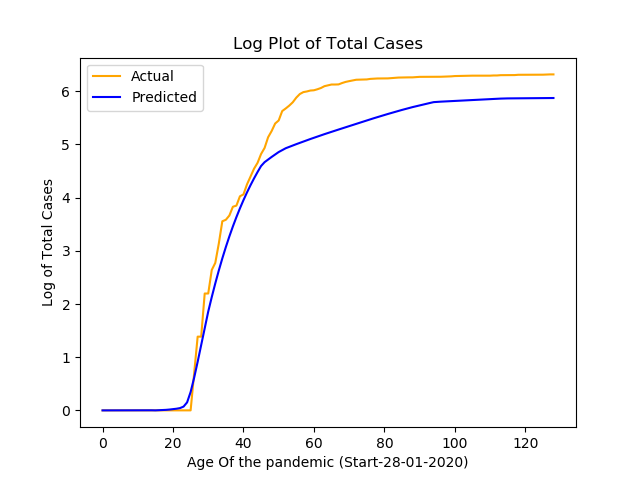 Log Plot of Total Cases
Actual
Predicted
6
5
4
3
2
1
0
Log of Total Cases
0 20 40 60 80 100 120
Age Of the pandemic (Start-28-01-2020)